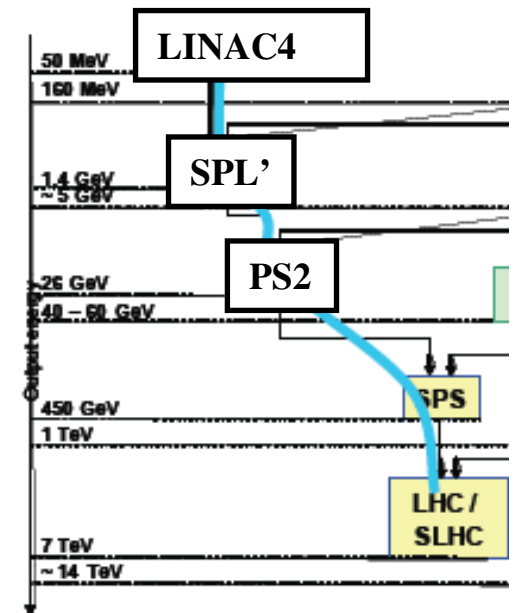 LINAC4
50 MeV
160 MeV
SPL’
1.4 GeV
~ 5 GeV
PS2
26 GeV
40 – 60 GeV
Output energy
SPS
450 GeV
1 TeV
LHC /
SLHC
7 TeV
~ 14 TeV